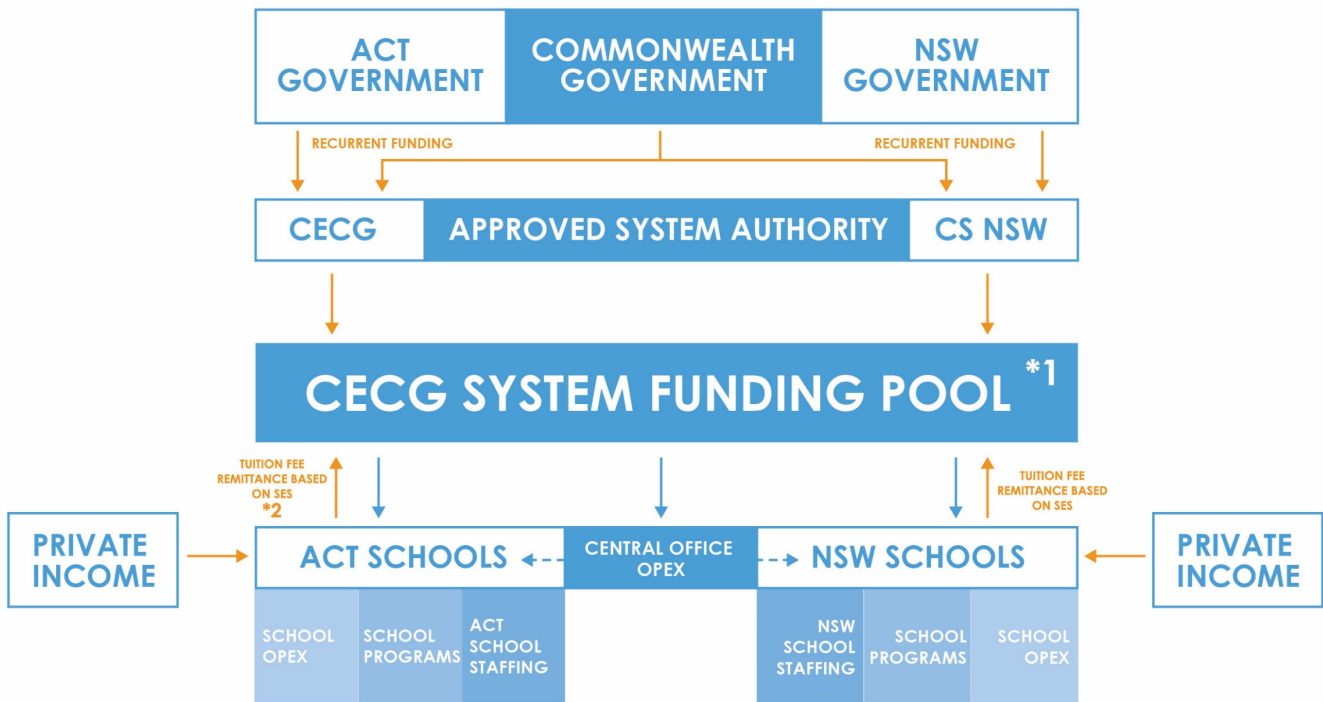 ACT
GOVERNMENT
COMMONWEALTH
GOVERNMENT
NSW
GOVERNMENT
RECURRENT FUNDING
RECURRENT FUNDING
CECG
APPROVED SYSTEM AUTHORITY
CS NSW
CECG SYSTEM FUNDING POOL *1
TUITION FEE
REMITTANCE BASED
ON SES
*2
TUITION FEE
REMITTANCE BASED
ON SES
PRIVATE
INCOME
ACT SCHOOLS
CENTRAL OFFICE
OPEX
NSW SCHOOLS
PRIVATE
INCOME
SCHOOL
OPEX
SCHOOL
PROGRAMS
ACT
SCHOOL
STAFFING
NSW
SCHOOL
STAFFING
SCHOOL
PROGRAMS
SCHOOL
OPEX